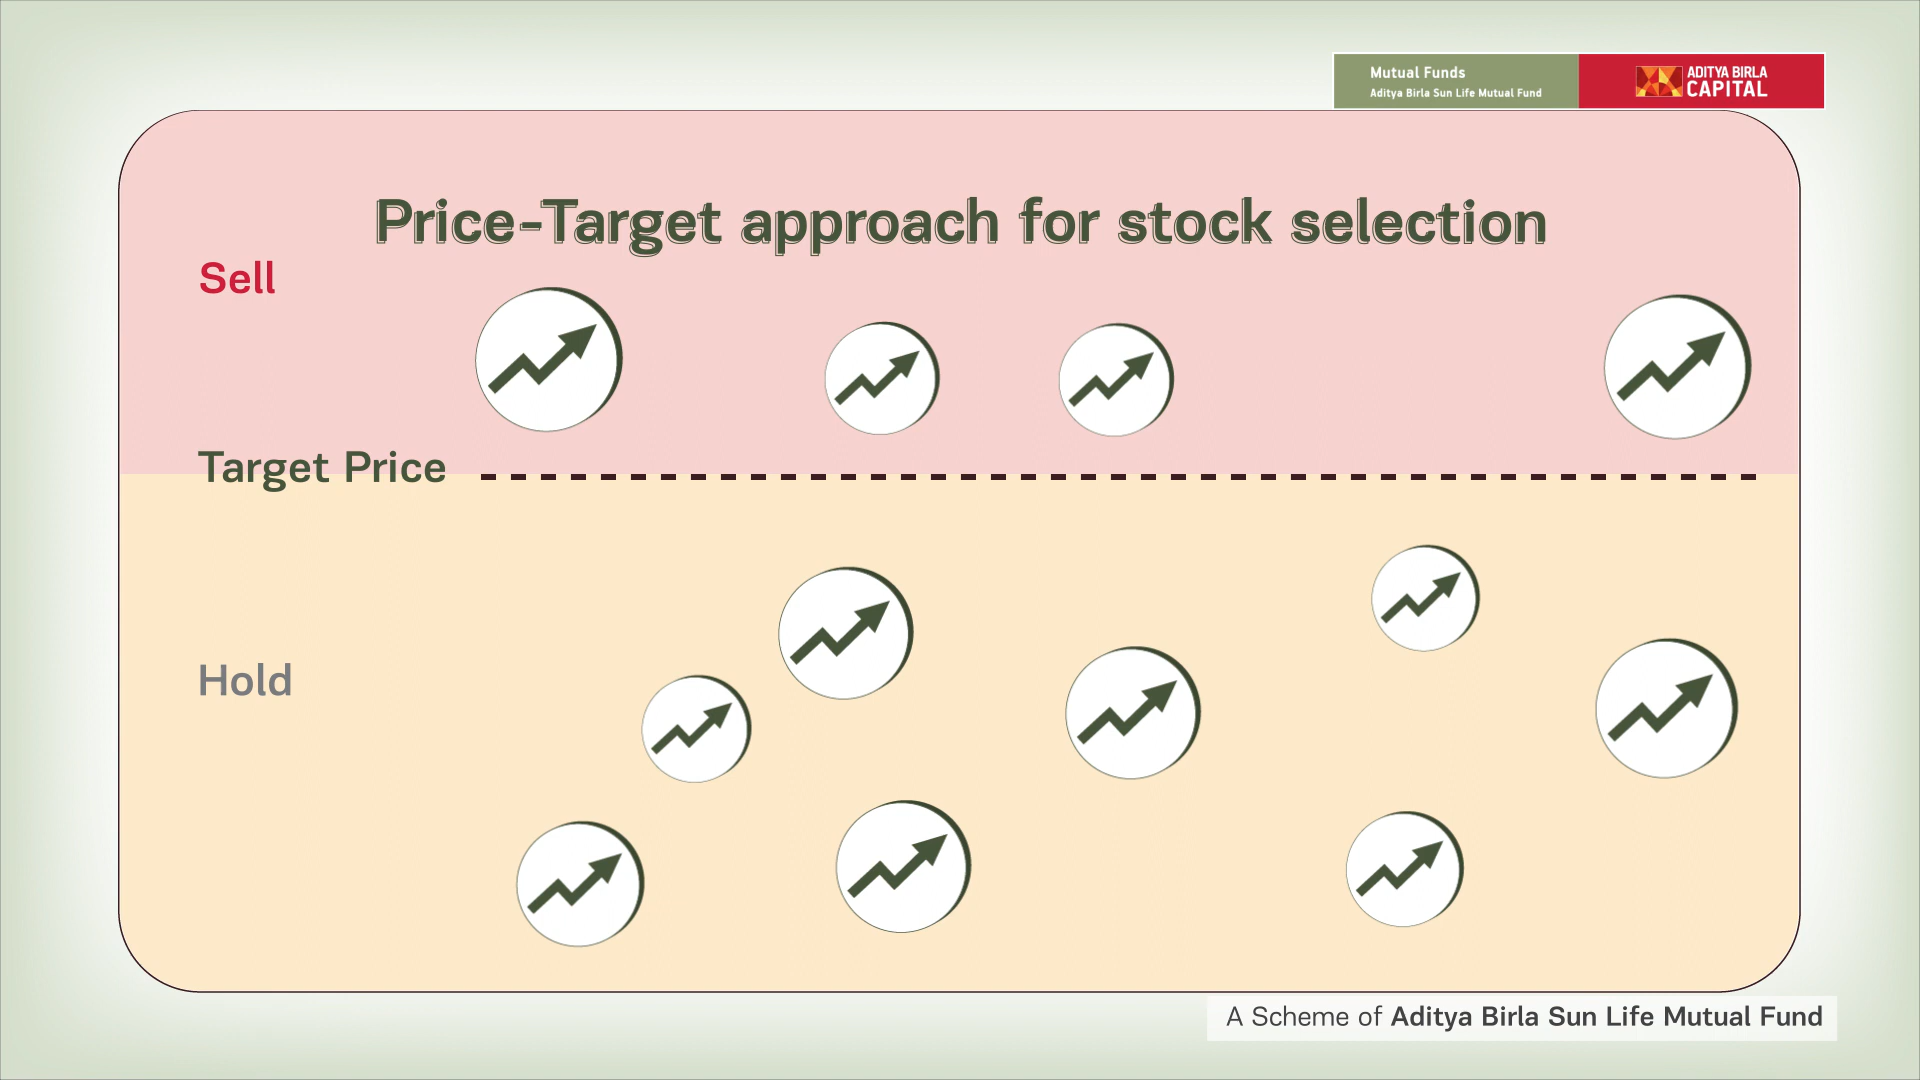 Mutual Funds
Aditya Birla Sun Life Mutual Fund
ADITYA BIRLA
CAPITAL
Price-Target approach for stock selection
Sell
Target Price
Hold
A Scheme of Aditya Birla Sun Life Mutual Fund